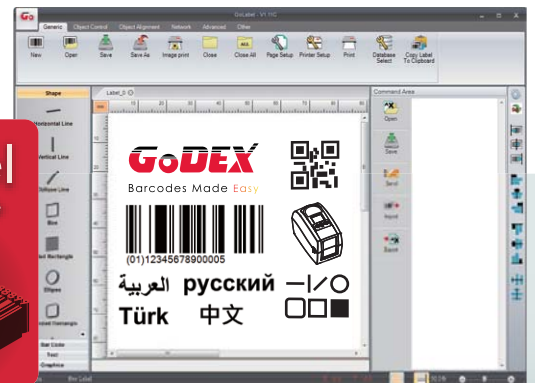 Go
GoLabel - V1.11C
Generic Object Control Object Alignment Network Advanced Other
New Open Save Save As Image print Close Close All Page Setup Printer Setup Print Database Select Copy Label To Clipboard
Shape
Label_0
Command Area
Horizontal Line
Vertical Line
Oblique Line
Box
Ellipse
Bar Code
Text
Graphics
Open
Save
Send
GoDEX
Barcodes Made Easy
(01)12345678900005
العربية русский
Türk 中文